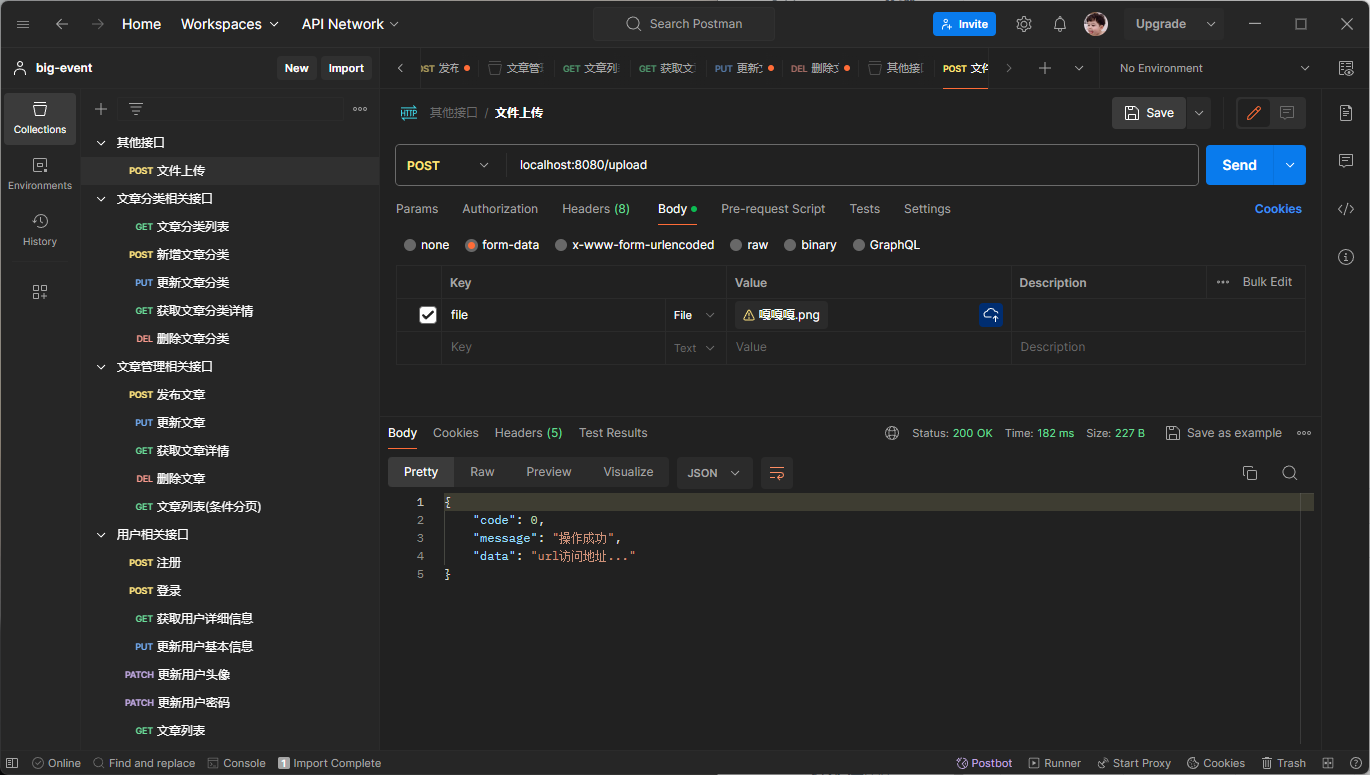 Home Workspaces API Network Search Postman Invite Upgrade
big-event New Import OST 发布 文章管 GET 文章列 GET 获取文 PUT 更新文 DEL 删除文 其他接 POST 文件 No Environment
Collections
Environments
History
其他接口
POST 文件上传
文章分类相关接口
GET 文章分类列表
POST 新增文章分类
PUT 更新文章分类
GET 获取文章分类详情
DEL 删除文章分类
文章管理相关接口
POST 发布文章
PUT 更新文章
GET 获取文章详情
DEL 删除文章
GET 文章列表(条件分页)
用户相关接口
POST 注册
POST 登录
GET 获取用户详细信息
PUT 更新用户基本信息
PATCH 更新用户头像
PATCH 更新用户密码
GET 文章列表
HTTP 其他接口 / 文件上传 Save
POST localhost:8080/upload Send
Params Authorization Headers (8) Body Pre-request Script Tests Settings Cookies
none form-data x-www-form-urlencoded raw binary GraphQL
Key Value Description Bulk Edit
file File 嘎嘎嘎.png
Key Text Value Description
Body Cookies Headers (5) Test Results Status: 200 OK Time: 182 ms Size: 227 B Save as example
Pretty Raw Preview Visualize JSON
1 {
2 "code": 0,
3 "message": "操作成功",
4 "data": "url访问地址..."
5 }
Online Find and replace Console 1 Import Complete Postbot Runner Start Proxy Cookies Trash